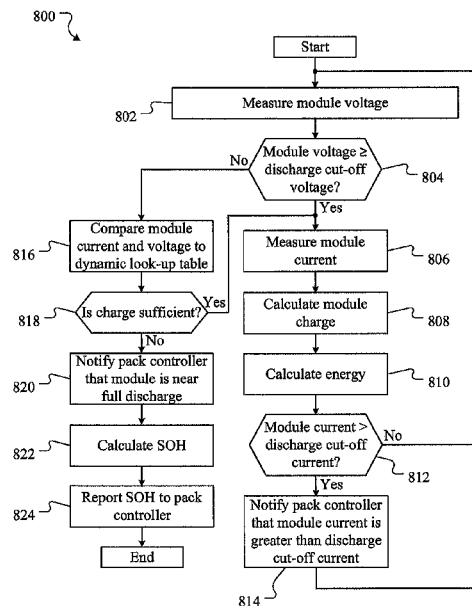 800
Start
Measure module voltage
802
Module voltage ≥
discharge cut-off
voltage?
804
No
Yes
Compare module
current and voltage to
dynamic look-up table
816
Measure module
current
806
Is charge sufficient?
818
Yes
No
Calculate module
charge
808
Notify pack controller
that module is near
full discharge
820
Calculate energy
810
Calculate SOH
822
Module current >
discharge cut-off
current?
812
No
Yes
Report SOH to pack
controller
824
Notify pack controller
that module current is
greater than discharge
cut-off current
814
End